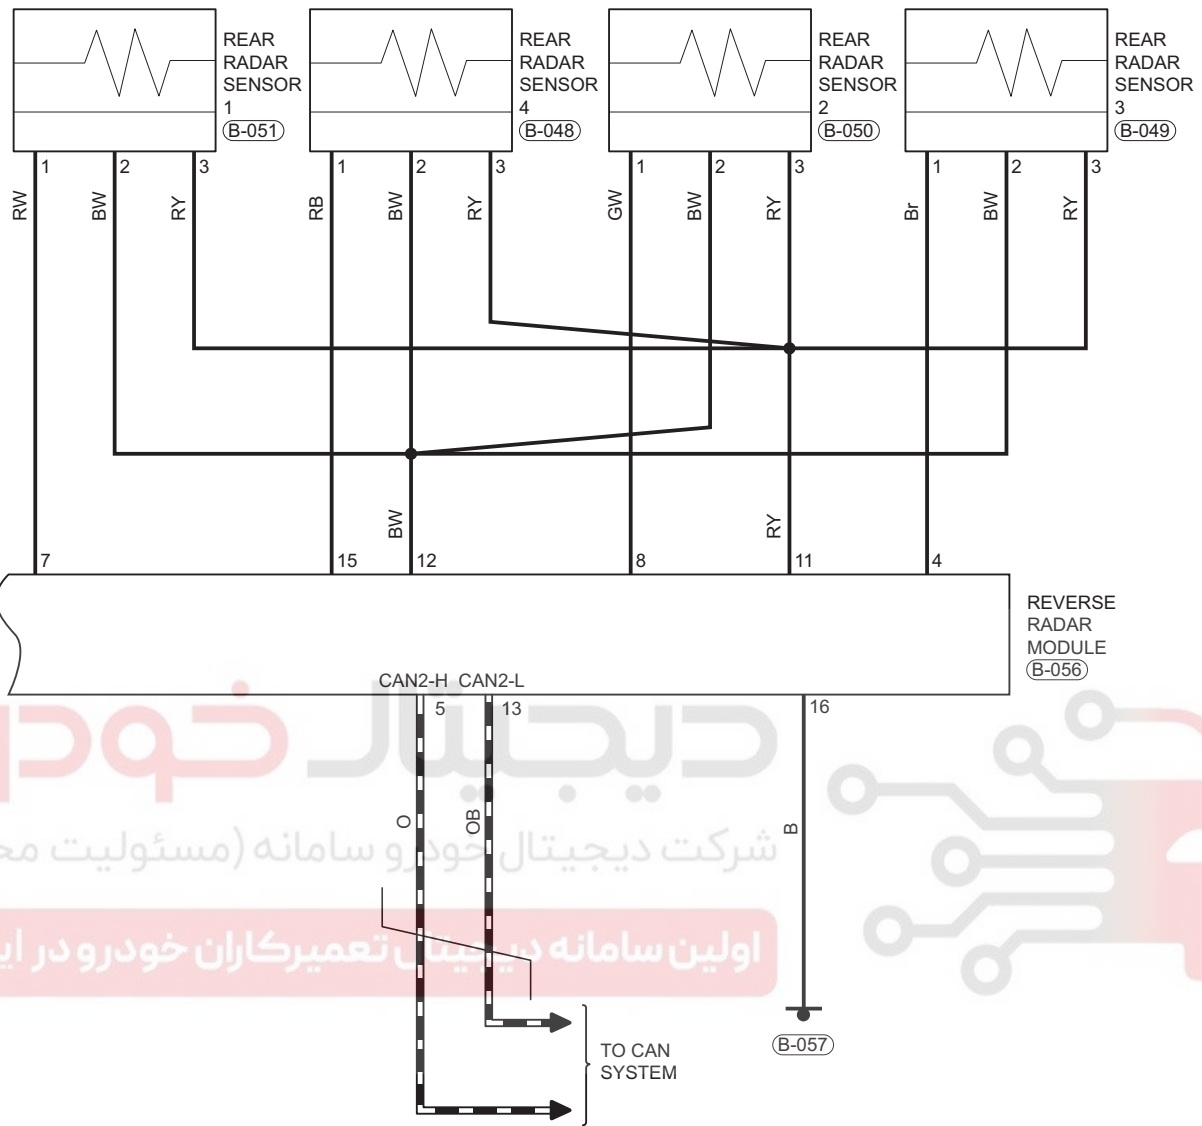 REAR
RADAR
SENSOR
1
B-051
REAR
RADAR
SENSOR
4
B-048
REAR
RADAR
SENSOR
2
B-050
REAR
RADAR
SENSOR
3
B-049
1 2 3 1 2 3 1 2 3 1 2 3
RW BW RY RB BW RY GW BW RY Br BW RY
BW RY
7 15 12 8 11 4
REVERSE
RADAR
MODULE
B-056
CAN2-H CAN2-L
5 13 16
دیجیتال خودرو
O OB B
شرکت دیجیتال خودرو سامانه (مسئولیت
اولین سامانه دیجیتال تعمیرکاران خودرو در
B-057
TO CAN
SYSTEM